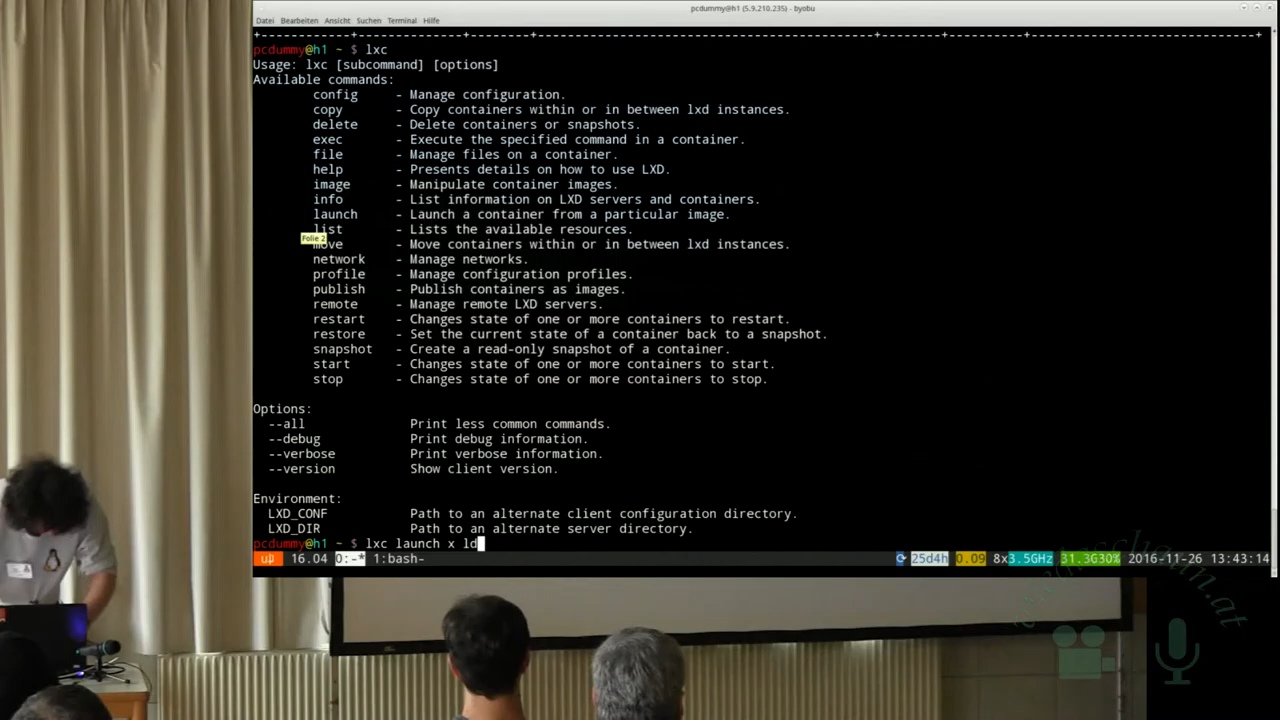 pcdummy@h1 (5.9.210.235) - byobu
Datei Bearbeiten Ansicht Suchen Terminal Hilfe
pcdummy@h1 ~ $ lxc
Usage: lxc [subcommand] [options]
Available commands:
config - Manage configuration.
copy - Copy containers within or in between lxd instances.
delete - Delete containers or snapshots.
exec - Execute the specified command in a container.
file - Manage files on a container.
help - Presents details on how to use LXD.
image - Manipulate container images.
info - List information on LXD servers and containers.
launch - Launch a container from a particular image.
list - Lists the available resources.
Folie 2
move - Move containers within or in between lxd instances.
network - Manage networks.
profile - Manage configuration profiles.
publish - Publish containers as images.
remote - Manage remote LXD servers.
restart - Changes state of one or more containers to restart.
restore - Set the current state of a container back to a snapshot.
snapshot - Create a read-only snapshot of a container.
start - Changes state of one or more containers to start.
stop - Changes state of one or more containers to stop.
Options:
--all Print less common commands.
--debug Print debug information.
--verbose Print verbose information.
--version Show client version.
Environment:
LXD_CONF Path to an alternate client configuration directory.
LXD_DIR Path to an alternate server directory.
pcdummy@h1 ~ $ lxc launch x ld
16.04 0:-* 1:bash- 25d4h 0.09 8x3.5GHz 31.3G30% 2016-11-26 13:43:14